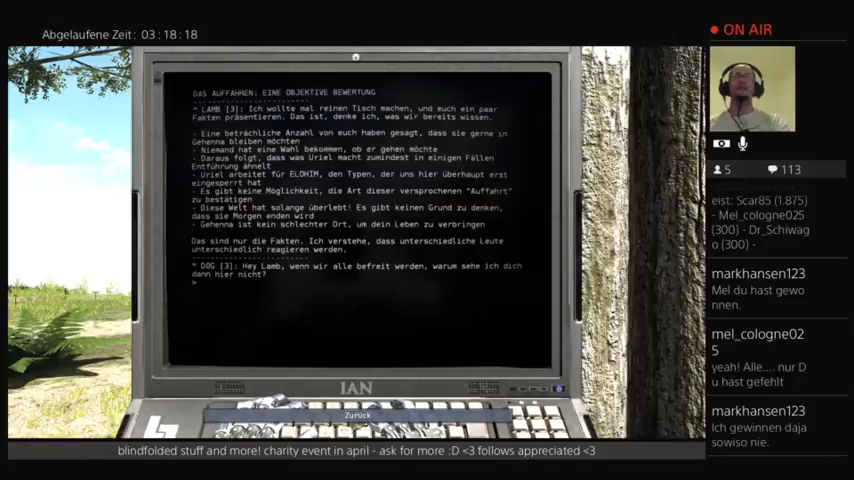 Abgelaufene Zeit: 03:18:18
ON AIR
DAS AUFFAHREN: EINE OBJEKTIVE BEWERTUNG
-------------------------
* LAMB [3]: Ich wollte mal reinen Tisch machen, und euch ein paar
Fakten präsentieren. Das ist, denke ich, was wir bereits wissen.
- Eine beträchtliche Anzahl von euch haben gesagt, dass sie gerne in
Gehenna bleiben möchten
- Niemand hat eine Wahl bekommen, ob er gehen möchte
- Daraus folgt, dass was Uriel macht zumindest in einigen Fällen
Entführung ähnelt
- Uriel arbeitet für ELOHIM, den Typen, der uns hier überhaupt erst
eingesperrt hat
- Es gibt keine Möglichkeit, die Art dieser versprochenen "Auffahrt"
zu bestätigen
- Diese Welt hat solange überlebt! Es gibt keinen Grund zu denken,
dass sie Morgen enden wird
- Gehenna ist kein schlechter Ort, um dein Leben zu verbringen
Das sind nur die Fakten. Ich verstehe, dass unterschiedliche Leute
unterschiedlich reagieren werden.
-------------------------
* D0G [3]: Hey Lamb, wenn wir alle befreit werden, warum sehe ich dich
dann hier nicht?
>
IAN
Zurück
5
113
eist: Scar85 (1.875)
- Mel_cologne025
(300) - Dr_Schiwag
o (300) -
markhansen123
Mel du hast gewo
nnen.
mel_cologne02
5
yeah! Alle.... nur D
u hast gefehlt
markhansen123
Ich gewinnen daja
sowiso nie.
blindfolded stuff and more! charity event in april - ask for more :D <3 follows appreciated <3